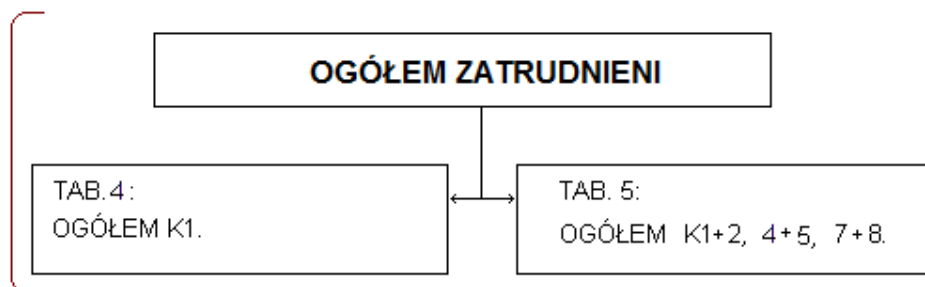 OGÓŁEM ZATRUDNIENI
TAB.4:
OGÓŁEM K1.
TAB. 5:
OGÓŁEM K1+2, 4+5, 7+8.